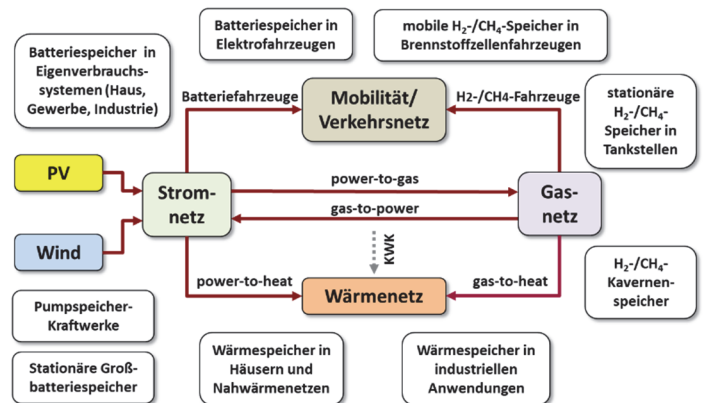 Batteriespeicher in
Elektrofahrzeugen
mobile H₂-/CH₄-Speicher in
Brennstoffzellenfahrzeugen
Batteriespeicher in
Eigenverbrauchs-
systemen (Haus,
Gewerbe, Industrie)
Batteriefahrzeuge
Mobilität/
Verkehrsnetz
H2-/CH4-Fahrzeuge
stationäre
H₂-/CH₄-
Speicher in
Tankstellen
PV
Strom-
netz
power-to-gas
gas-to-power
Gas-
netz
Wind
KWK
power-to-heat
Wärmenetz
gas-to-heat
H₂-/CH₄-
Kavernen-
speicher
Pumpspeicher-
Kraftwerke
Stationäre Groß-
batteriespeicher
Wärmespeicher in
Häusern und
Nahwärmenetzen
Wärmespeicher in
industriellen
Anwendungen